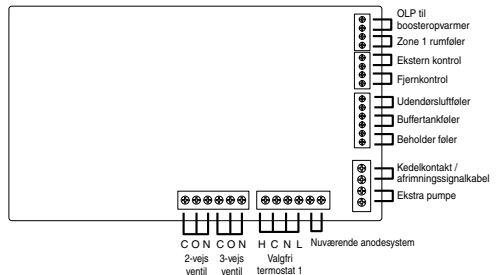 OLP til
boosteropvarmer
Zone 1 rumføler
Ekstern kontrol
Fjernkontrol
Udendørsluftføler
Buffertankføler
Beholder føler
Kedelkontakt /
afrimningssignalkabel
Ekstra pumpe
C O N C O N H C N L Nuværende anodesystem
2-vejs 3-vejs Valgfri
ventil ventil termostat 1